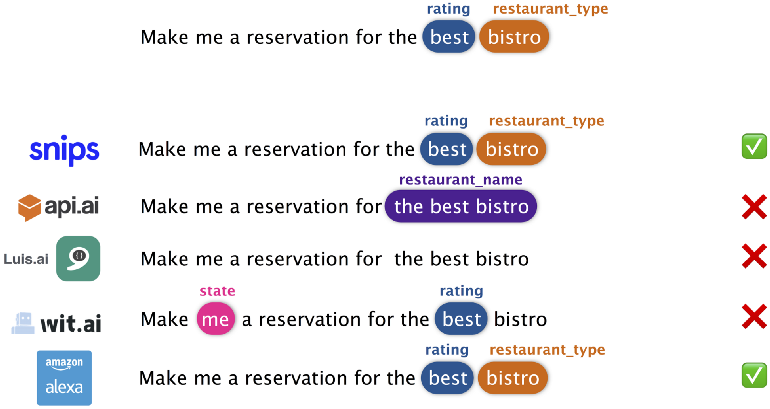 rating restaurant_type
Make me a reservation for the best bistro
rating restaurant_type
snips Make me a reservation for the best bistro
restaurant_name
api.ai Make me a reservation for the best bistro
Luis.ai Make me a reservation for the best bistro
state rating
wit.ai Make me a reservation for the best bistro
rating restaurant_type
amazon alexa Make me a reservation for the best bistro